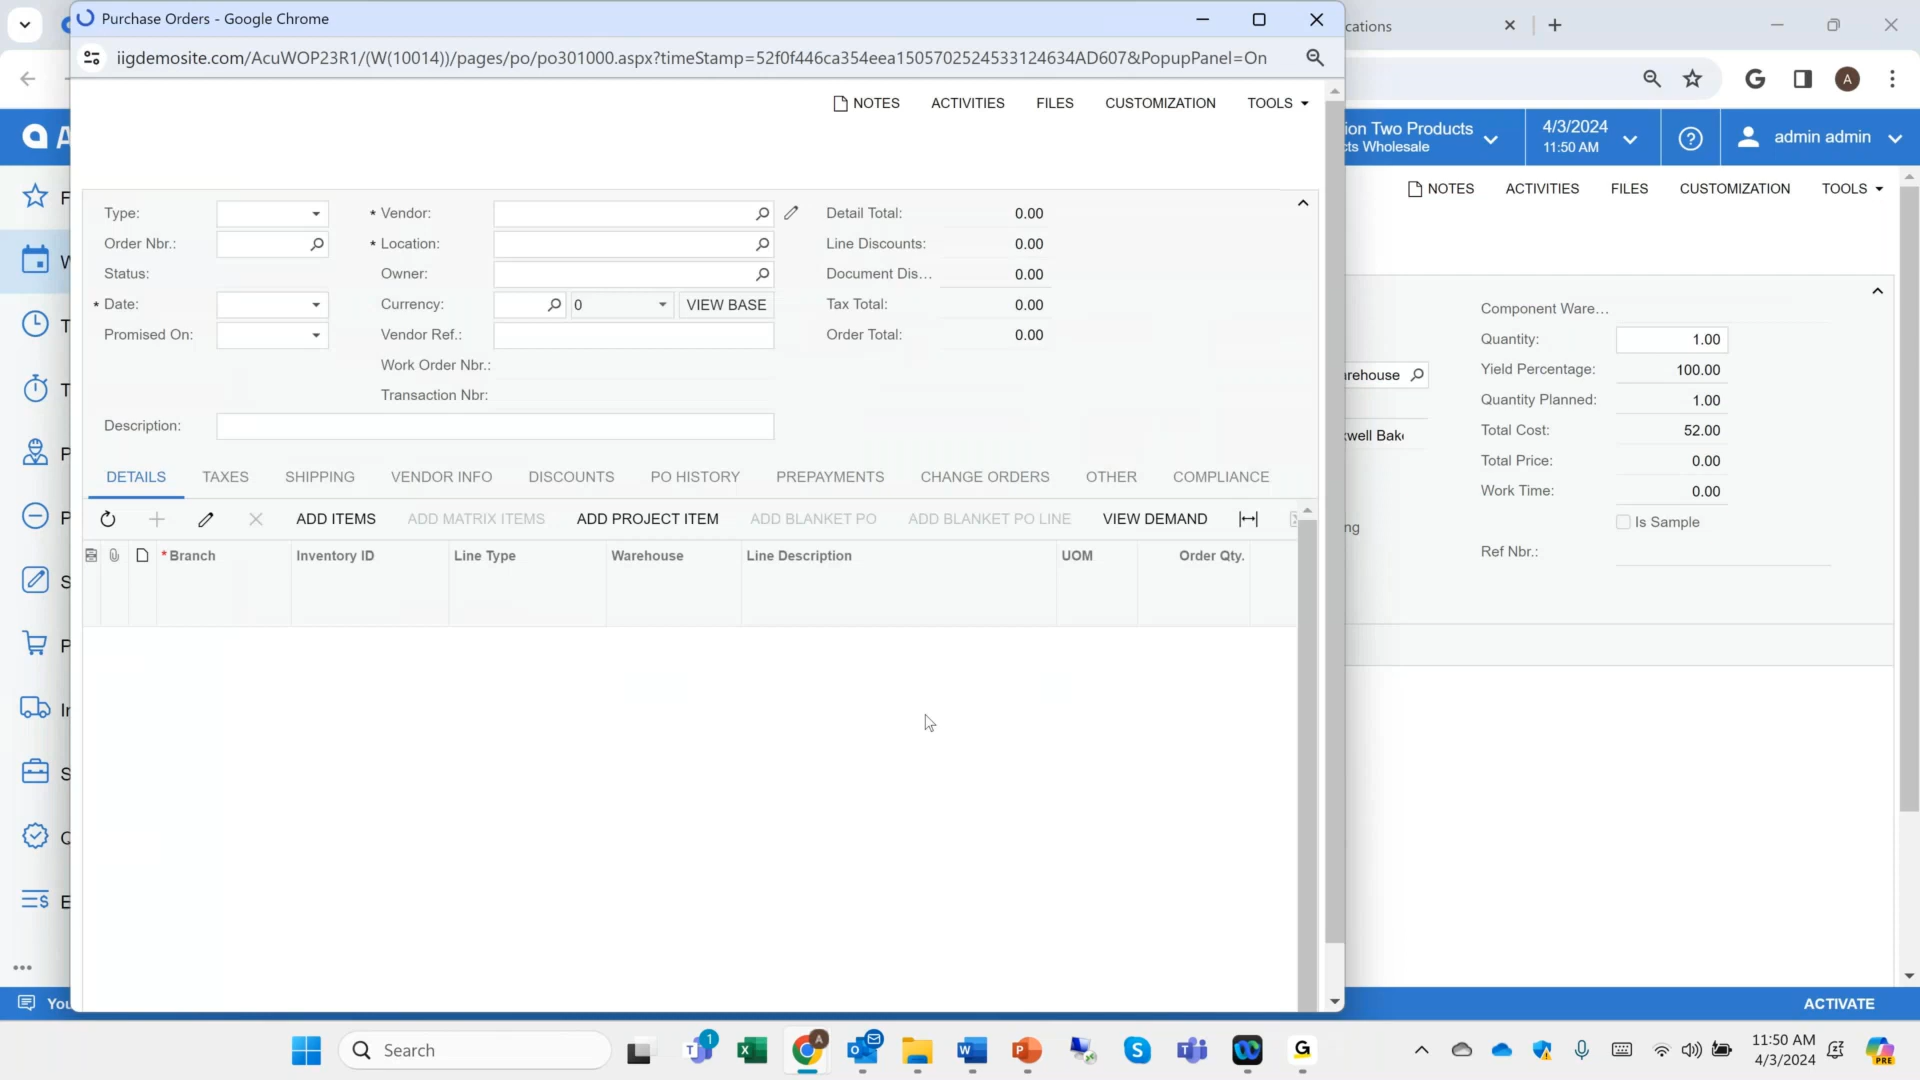 Purchase Orders - Google Chrome
cations
iigdemosite.com/AcuWOP23R1/(W(10014))/pages/po/po301000.aspx?timeStamp=52f0f446ca354eea1505702524533124634AD607&PopupPanel=On
A
NOTES ACTIVITIES FILES CUSTOMIZATION TOOLS
ion Two Products
cts Wholesale
4/3/2024
11:50 AM
admin admin
NOTES ACTIVITIES FILES CUSTOMIZATION TOOLS
Type:
* Vendor:
Detail Total: 0.00
Order Nbr.:
* Location:
Line Discounts: 0.00
Status:
Owner:
Document Dis... 0.00
* Date:
Currency: 0 VIEW BASE
Tax Total: 0.00
Promised On:
Vendor Ref.:
Order Total: 0.00
Work Order Nbr.:
Transaction Nbr:
Description:
DETAILS TAXES SHIPPING VENDOR INFO DISCOUNTS PO HISTORY PREPAYMENTS CHANGE ORDERS OTHER COMPLIANCE
ADD ITEMS ADD MATRIX ITEMS ADD PROJECT ITEM ADD BLANKET PO ADD BLANKET PO LINE VIEW DEMAND
* Branch Inventory ID Line Type Warehouse Line Description UOM Order Qty.
Component Ware...
Quantity: 1.00
arehouse
Yield Percentage: 100.00
Quantity Planned: 1.00
xwell Bak
Total Cost: 52.00
Total Price: 0.00
Work Time: 0.00
ng
Is Sample
Ref Nbr.:
F
W
T
T
P
P
S
P
In
S
E
You
ACTIVATE
Search
1
A
11:50 AM
4/3/2024
PRE